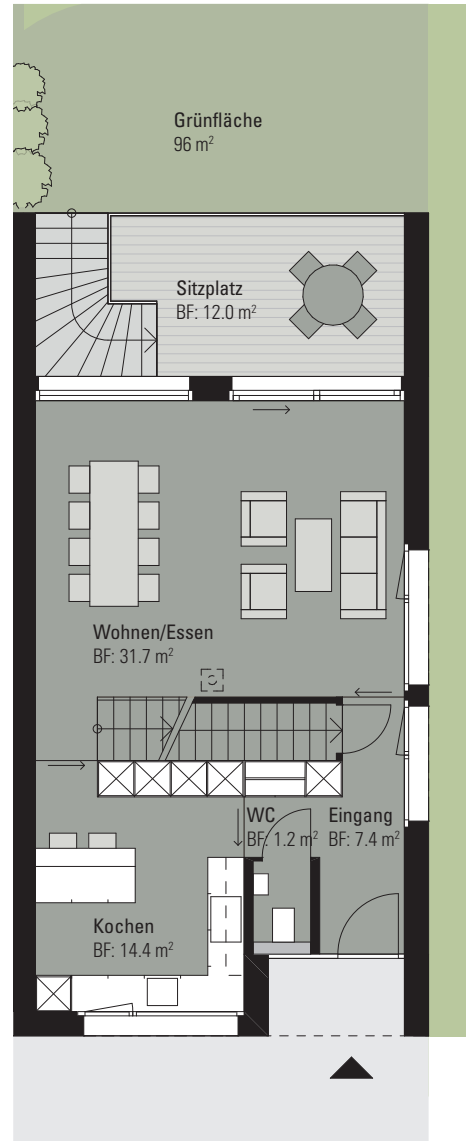 Grünfläche
96 m²
Sitzplatz
BF: 12.0 m²
Wohnen/Essen
BF: 31.7 m²
WC
BF: 1.2 m²
Eingang
BF: 7.4 m²
Kochen
BF: 14.4 m²